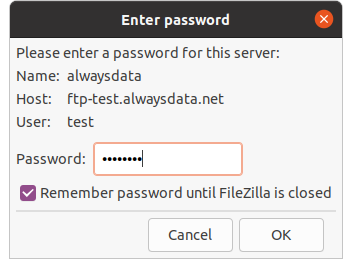 Enter password
Please enter a password for this server:
Name: alwaysdata
Host: ftp-test.alwaysdata.net
User: test
Password: ••••••••
Remember password until FileZilla is closed
Cancel OK